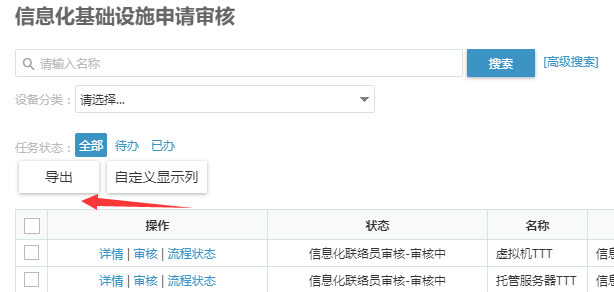 信息化基础设施申请审核
请输入名称 搜索 [高级搜索]
设备分类： 请选择...
任务状态： 全部 待办 已办
导出 自定义显示列
操作 状态 名称
详情 | 审核 | 流程状态 信息化联络员审核-审核中 虚拟机TTT 信息
详情 | 审核 | 流程状态 信息化联络员审核-审核中 托管服务器TTT 信息